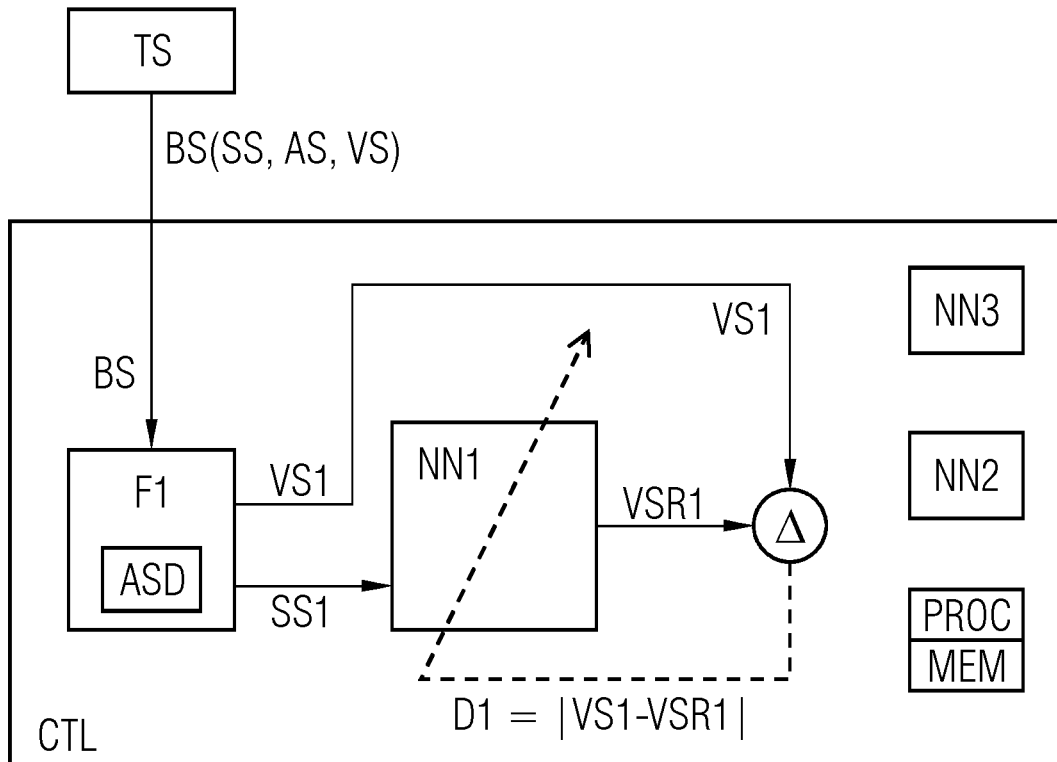 TS
BS(SS, AS, VS)
BS
VS1
NN3
F1
VS1
NN1
VSR1
Δ
NN2
ASD
SS1
PROC
MEM
D1 = |VS1-VSR1|
CTL